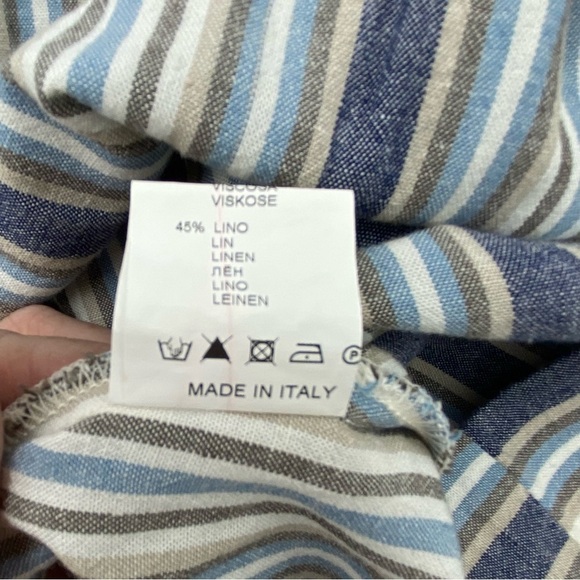 VISCOSA
VISKOSE
45% LINO
LIN
LINEN
ЛЁН
LINO
LEINEN
P
MADE IN ITALY